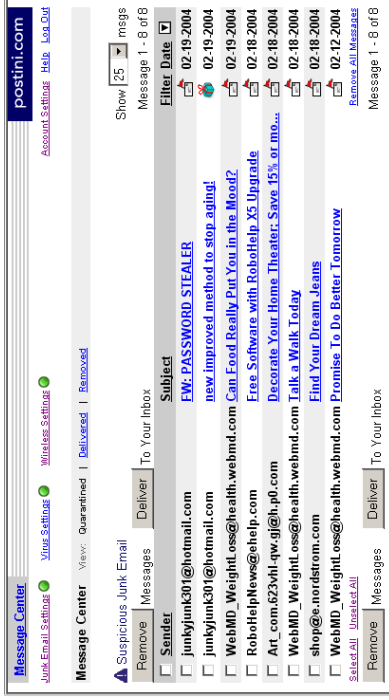 Message Center
postini.com
Junk Email Settings Virus Settings Wireless Settings Account Settings Help Log Out
Message Center View: Quarantined | Delivered | Removed
Suspicious Junk Email Show 25 msgs
Remove Messages Deliver To Your Inbox Message 1 - 8 of 8
Sender Subject Filter Date
junkyjunk301@hotmail.com FW: PASSWORD STEALER 02-19-2004
junkyjunk301@hotmail.com new improved method to stop aging! 02-19-2004
WebMD_WeightLoss@health.webmd.com Can Food Really Put You in the Mood? 02-19-2004
RoboHelpNews@ehelp.com Free Software with RoboHelp X5 Upgrade 02-18-2004
Art_com.623vhl-qw.gj@h.p0.com Decorate Your Home Theater: Save 15% or mo... 02-18-2004
WebMD_WeightLoss@health.webmd.com Talk a Walk Today 02-18-2004
shop@e.nordstrom.com Find Your Dream Jeans 02-18-2004
WebMD_WeightLoss@health.webmd.com Promise To Do Better Tomorrow 02-12-2004
Select All Unselect All Remove All Messages
Remove Messages Deliver To Your Inbox Message 1 - 8 of 8